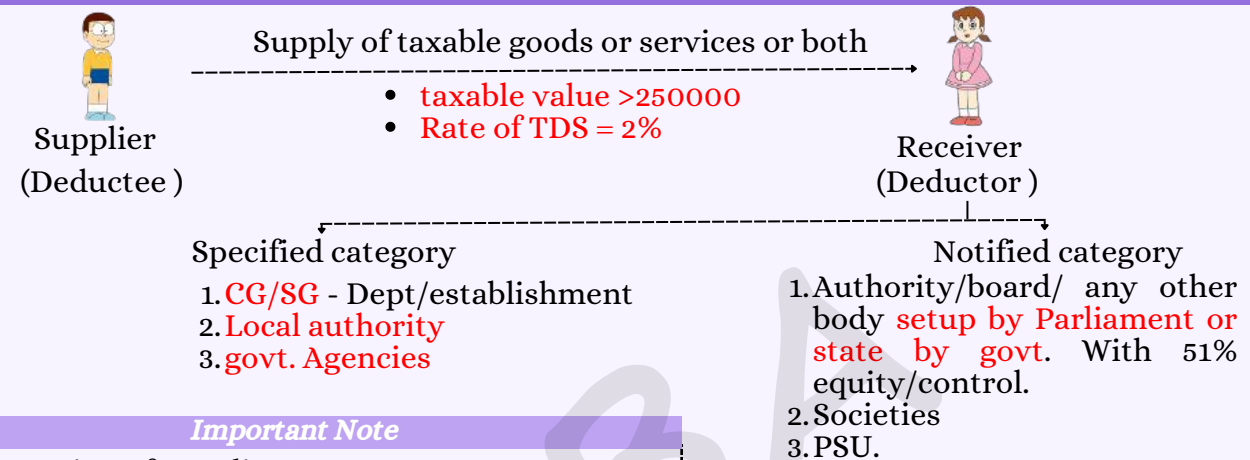 Supply of taxable goods or services or both
• taxable value >250000
• Rate of TDS = 2%
Supplier
(Deductee )
Receiver
(Deductor )
Specified category
1. CG/SG - Dept/establishment
2. Local authority
3. govt. Agencies
Notified category
1. Authority/board/ any other
body setup by Parliament or
state by govt. With 51%
equity/control.
2. Societies
3. PSU.
Important Note